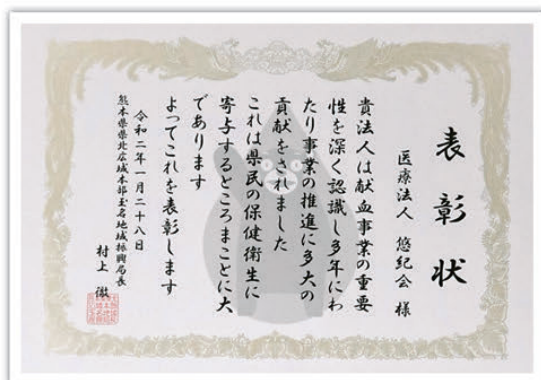 表彰状
医療法人 悠紀会 様
貴法人は献血事業の重要
性を深く認識し多年にわ
たり事業の推進に多大の
貢献をされました
これは県民の保健衛生に
寄与するところまことに大
であります
よってこれを表彰します
令和二年一月二十八日
熊本県県北広域本部玉名地域振興局長
村上 徹